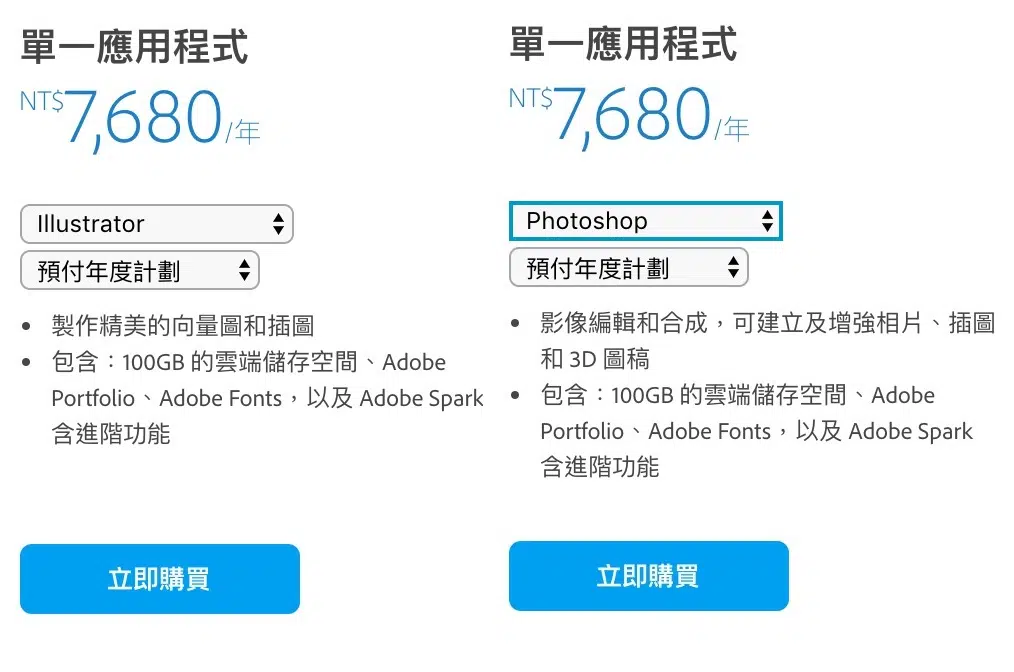 單一應用程式
NT$7,680/年
Illustrator
預付年度計劃
• 製作精美的向量圖和插圖
• 包含：100GB 的雲端儲存空間、Adobe
Portfolio、Adobe Fonts，以及 Adobe Spark
含進階功能
立即購買
單一應用程式
NT$7,680/年
Photoshop
預付年度計劃
• 影像編輯和合成，可建立及增強相片、插圖
和 3D 圖稿
• 包含：100GB 的雲端儲存空間、Adobe
Portfolio、Adobe Fonts，以及 Adobe Spark
含進階功能
立即購買